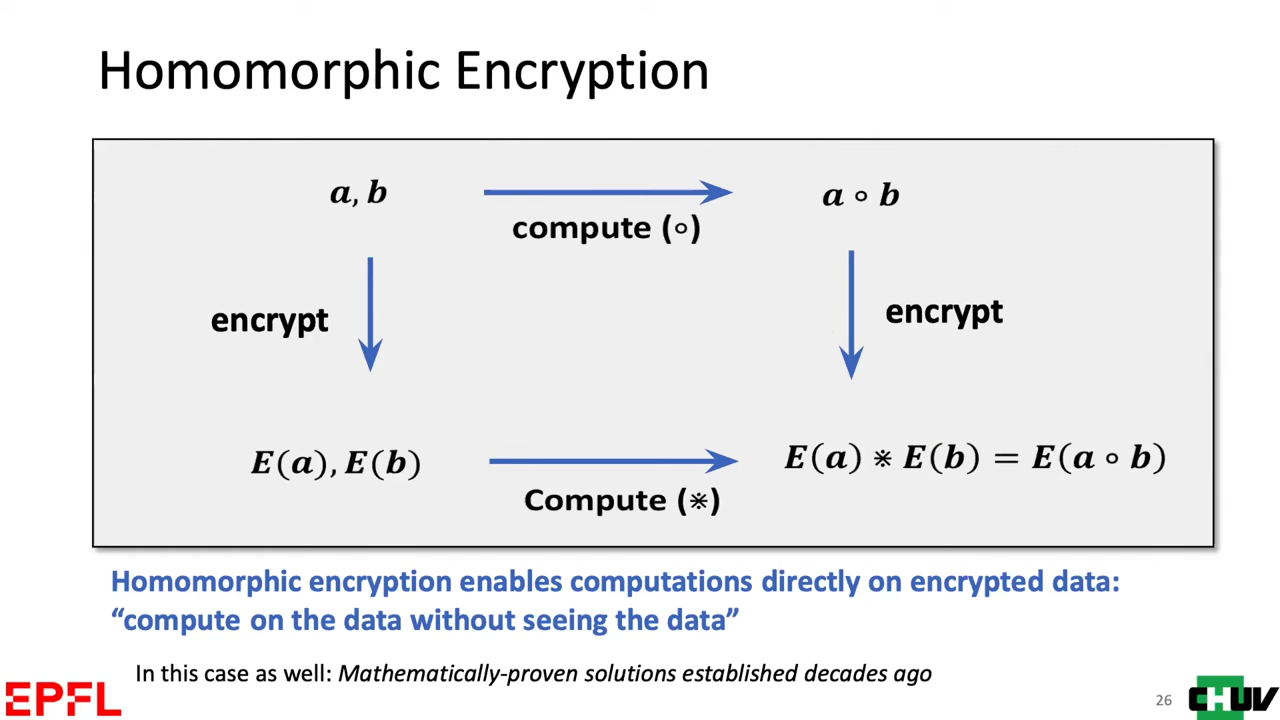 Homomorphic Encryption
a, b
a ∘ b
compute (∘)
encrypt
encrypt
E(a), E(b)
E(a) ⋇ E(b) = E(a ∘ b)
Compute (⋇)
Homomorphic encryption enables computations directly on encrypted data:
“compute on the data without seeing the data”
In this case as well: Mathematically-proven solutions established decades ago
EPFL
26
CHUV